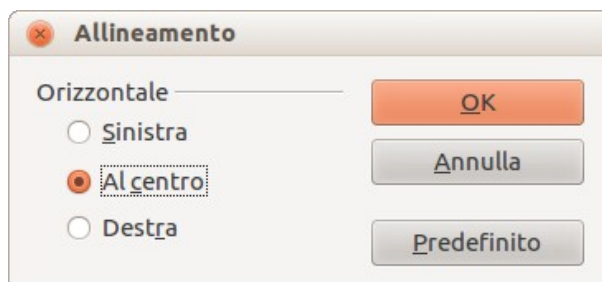 Allineamento
Orizzontale
Sinistra
Al centro
Destra
OK
Annulla
Predefinito